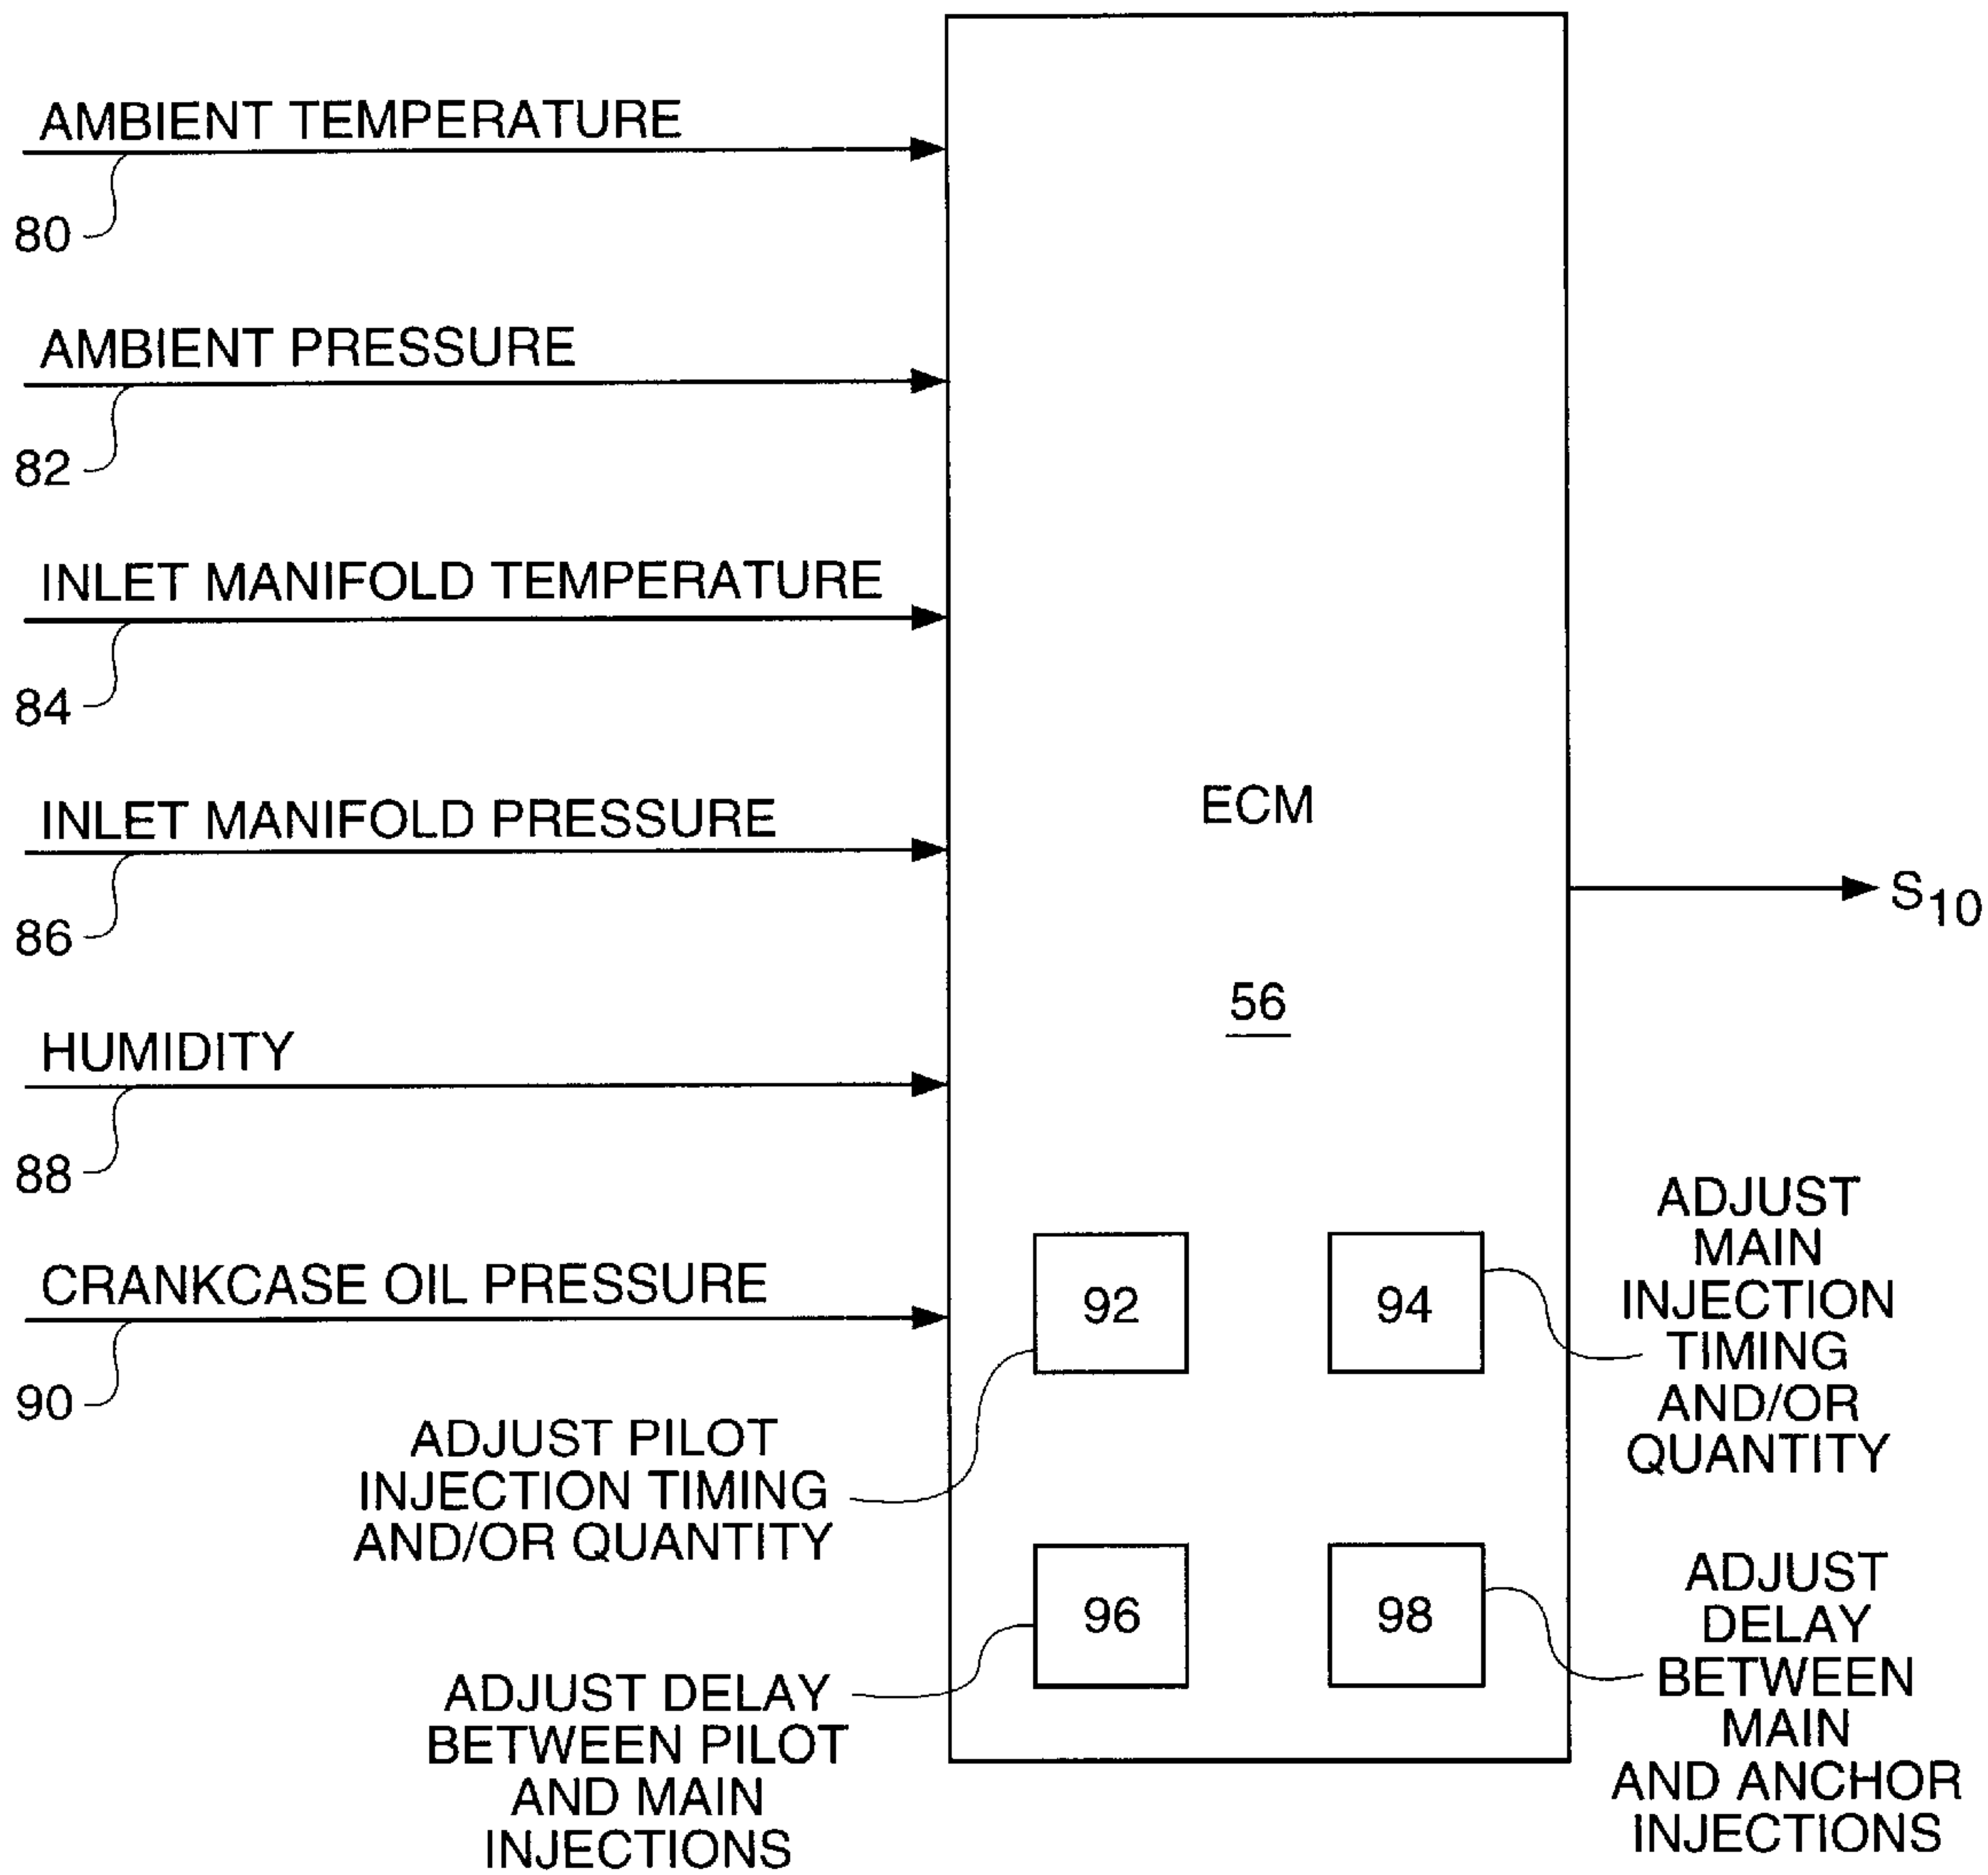 AMBIENT TEMPERATURE
80
AMBIENT PRESSURE
82
INLET MANIFOLD TEMPERATURE
84
INLET MANIFOLD PRESSURE
86
HUMIDITY
88
CRANKCASE OIL PRESSURE
90
ECM
56
S10
92
94
96
98
ADJUST PILOT
INJECTION TIMING
AND/OR QUANTITY
ADJUST
MAIN
INJECTION
TIMING
AND/OR
QUANTITY
ADJUST DELAY
BETWEEN PILOT
AND MAIN
INJECTIONS
ADJUST
DELAY
BETWEEN
MAIN
AND ANCHOR
INJECTIONS